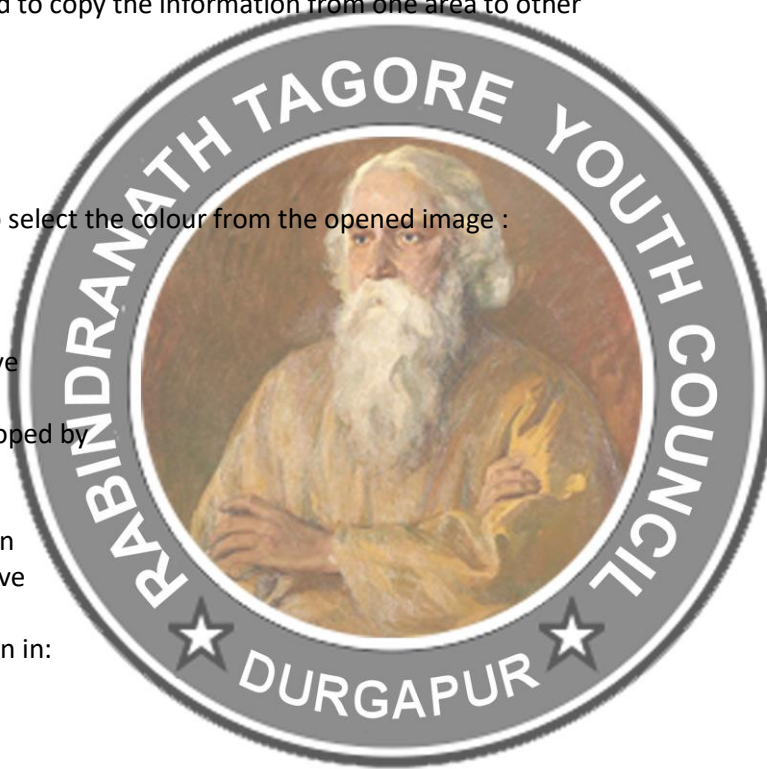 d to copy the information from one area to other
RABINDRANATH TAGORE YOUTH COUNCIL
select the colour from the opened image :
ve
oped by
n
ve
n in:
DURGAPUR